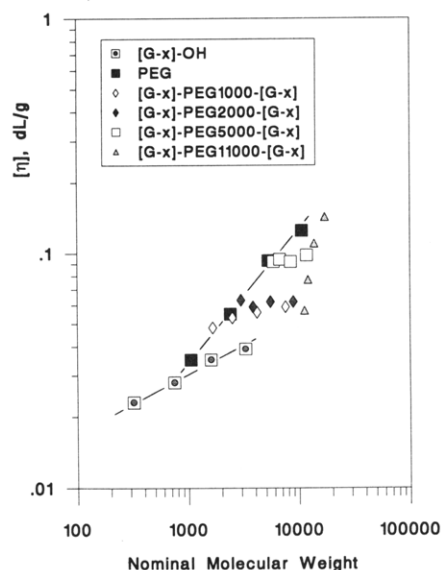 1
[G-x]-OH
PEG
[G-x]-PEG1000-[G-x]
[G-x]-PEG2000-[G-x]
[G-x]-PEG5000-[G-x]
[G-x]-PEG11000-[G-x]
[η], dL/g
.1
.01
100 1000 10000 100000
Nominal Molecular Weight